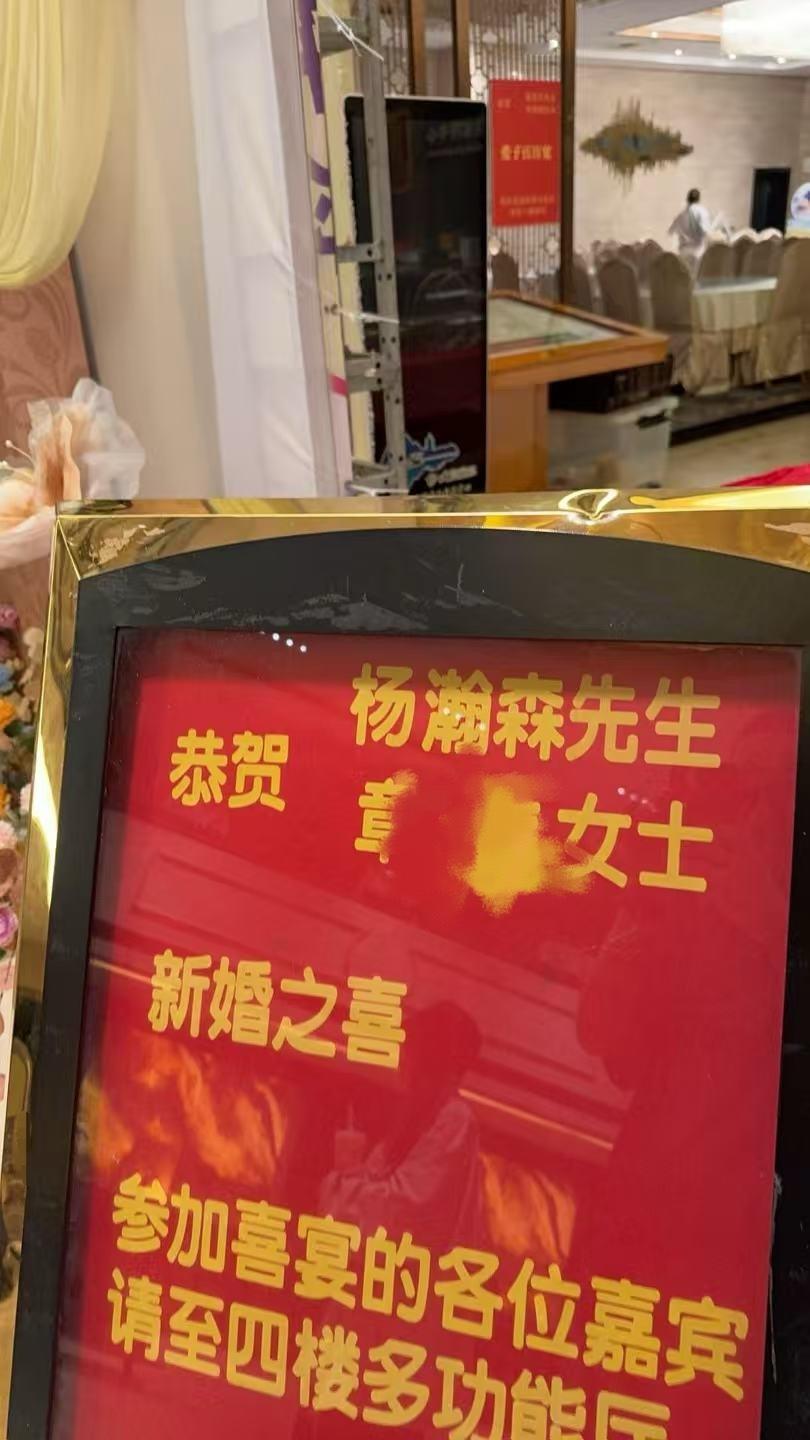 杨瀚森先生
恭贺
章 女士
新婚之喜
参加喜宴的各位嘉宾
请至四楼多功能厅